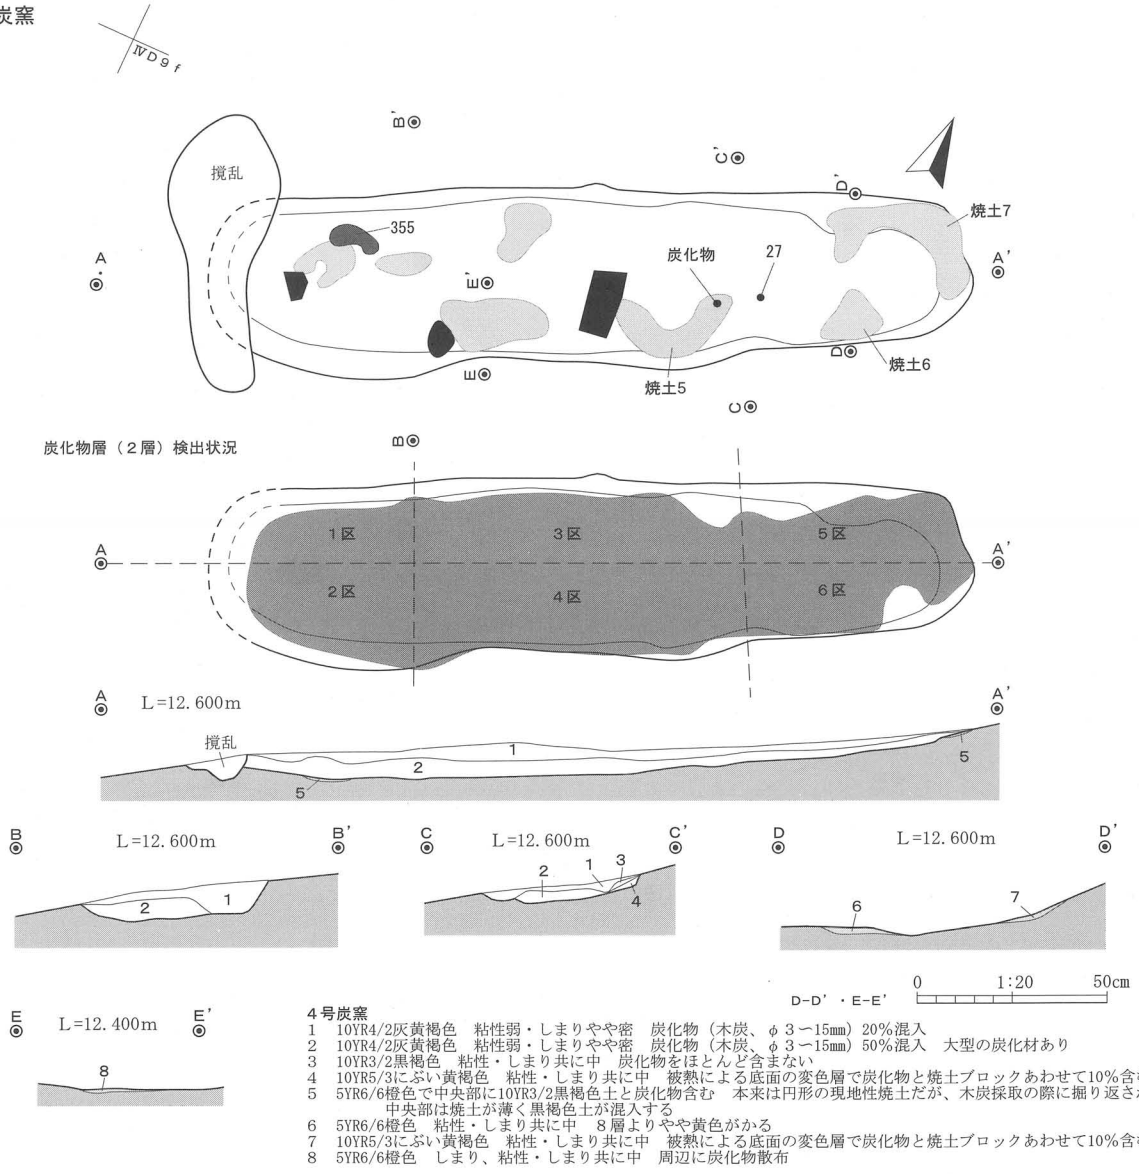 炭窯
ⅣD9f
B'
C'
撹乱
D'
焼土7
355
A
炭化物
27
A'
E'
焼土6
D
E
焼土5
C
炭化物層（２層）検出状況
B
1区
3区
5区
A
A'
2区
4区
6区
A
L=12.600m
A'
撹乱
1
2
5
5
B
L=12.600m
B'
C
L=12.600m
C'
D
L=12.600m
D'
2
1
2
1
3
4
6
7
0
1:20
50cm
D-D'・E-E'
E
L=12.400m
E'
8
4号炭窯
1 10YR4/2灰黄褐色 粘性弱・しまりやや密 炭化物（木炭、φ3〜15㎜）20%混入
2 10YR4/2灰黄褐色 粘性弱・しまりやや密 炭化物（木炭、φ3〜15㎜）50%混入 大型の炭化材あり
3 10YR3/2黒褐色 粘性・しまり共に中 炭化物をほとんど含まない
4 10YR5/3にぶい黄褐色 粘性・しまり共に中 被熱による底面の変色層で炭化物と焼土ブロックあわせて10%含
5 5YR6/6橙色で中央部に10YR3/2黒褐色土と炭化物含む 本来は円形の現地性焼土だが、木炭採取の際に掘り返さ
中央部は焼土が薄く黒褐色土が混入する
6 5YR6/6橙色 粘性・しまり共に中 8層よりやや黄色がかる
7 10YR5/3にぶい黄褐色 粘性・しまり共に中 被熱による底面の変色層で炭化物と焼土ブロックあわせて10%含
8 5YR6/6橙色 しまり、粘性・しまり共に中 周辺に炭化物散布